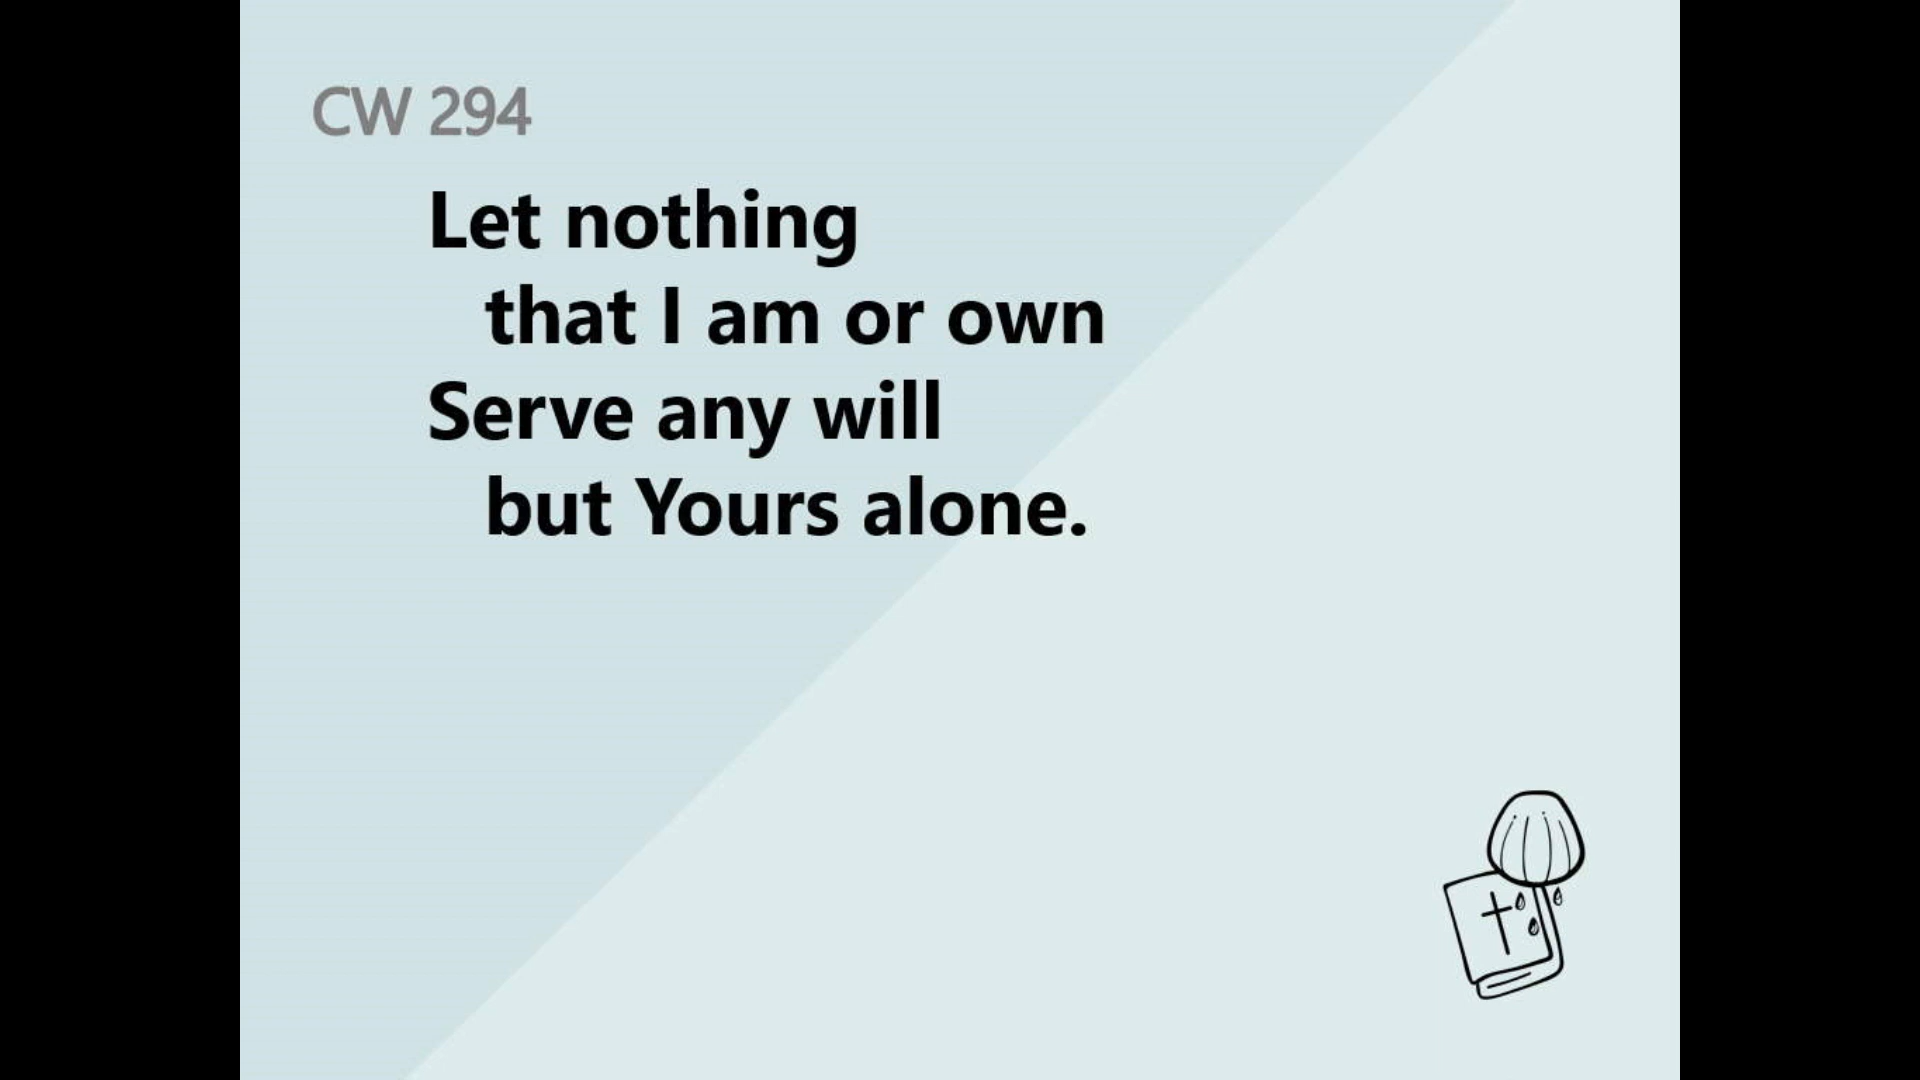 CW 294
Let nothing
that I am or own
Serve any will
but Yours alone.